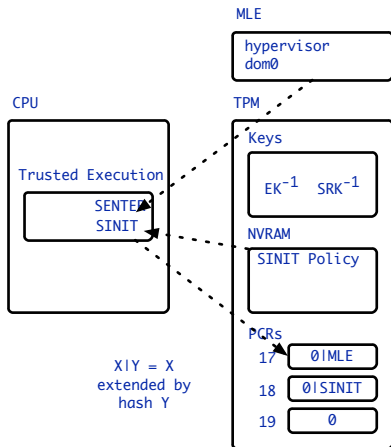 MLE
hypervisor
dom0
CPU
TPM
Keys
Trusted Execution
SENTER
SINIT
EK-1 SRK-1
NVRAM
SINIT Policy
PCRs
17 0|MLE
18 0|SINIT
19 0
X|Y = X
extended by
hash Y